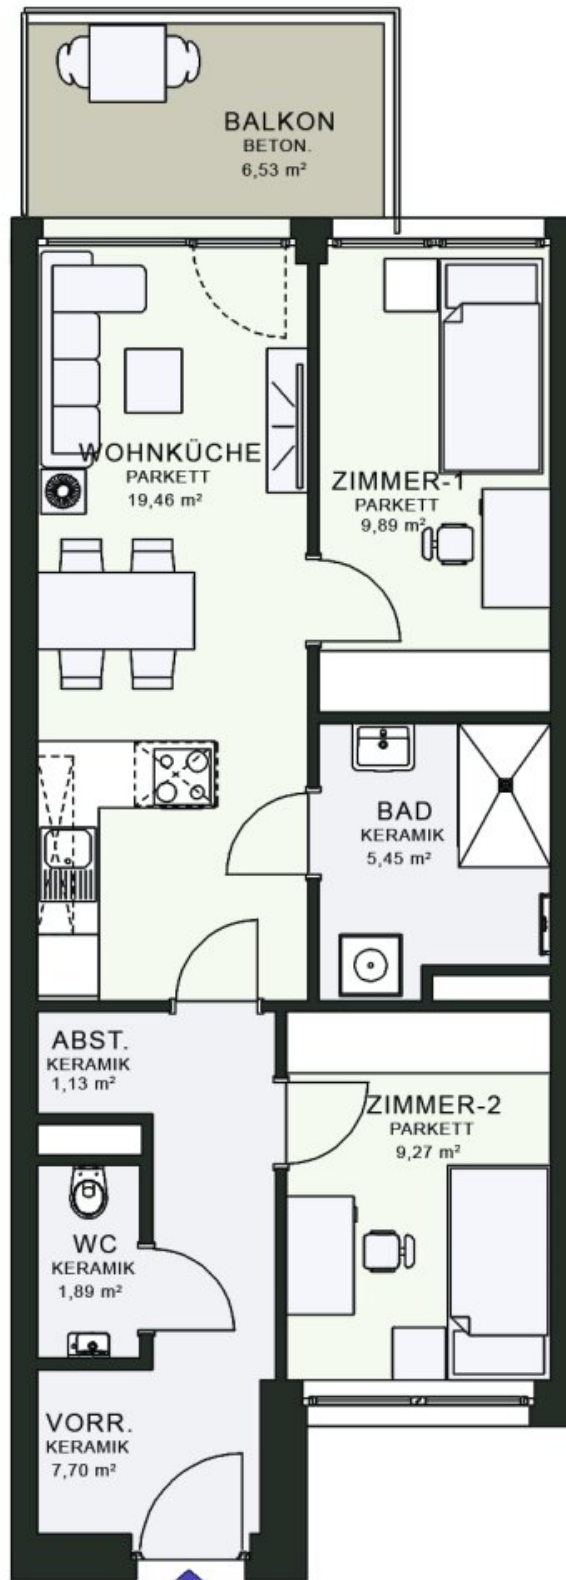 BALKON
BETON.
6,53 m²
WOHNKÜCHE
PARKETT
19,46 m²
ZIMMER-1
PARKETT
9,89 m²
BAD
KERAMIK
5,45 m²
ABST.
KERAMIK
1,13 m²
ZIMMER-2
PARKETT
9,27 m²
WC
KERAMIK
1,89 m²
VORR.
KERAMIK
7,70 m²